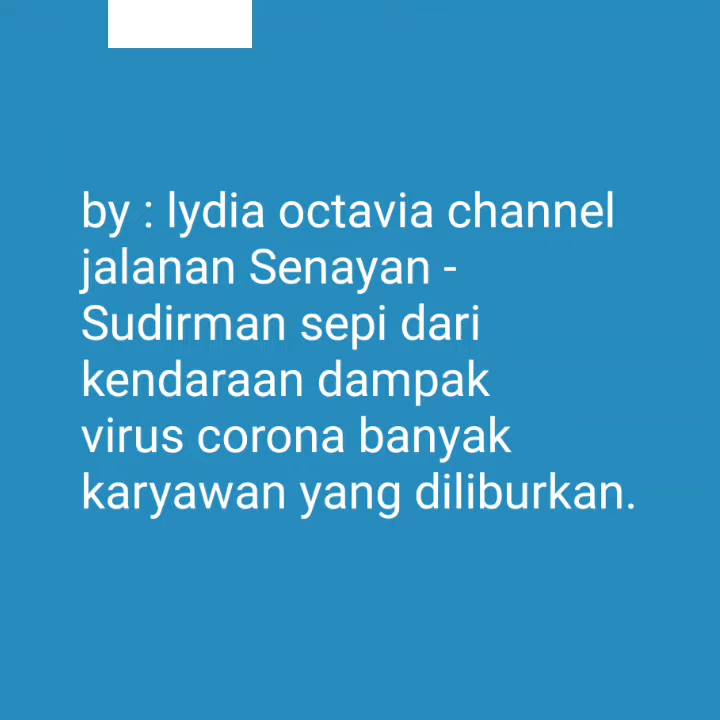 by : lydia octavia channel
jalanan Senayan -
Sudirman sepi dari
kendaraan dampak
virus corona banyak
karyawan yang diliburkan.